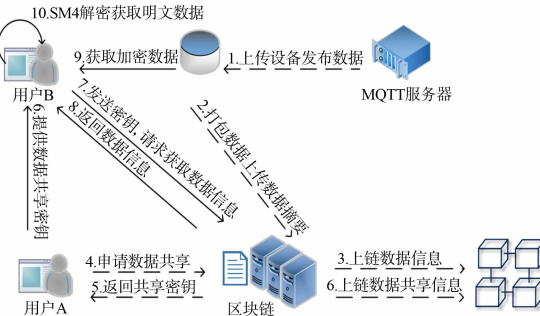 10.SM4解密获取明文数据
9.获取加密数据
1.上传设备发布数据
用户B
MQTT服务器
7.发送密钥,请求获取数据信息
8.返回数据信息
2.打包数据上传数据摘要
6.提供数据共享密钥
4.申请数据共享
5.返回共享密钥
3.上链数据信息
6.上链数据共享信息
用户A
区块链